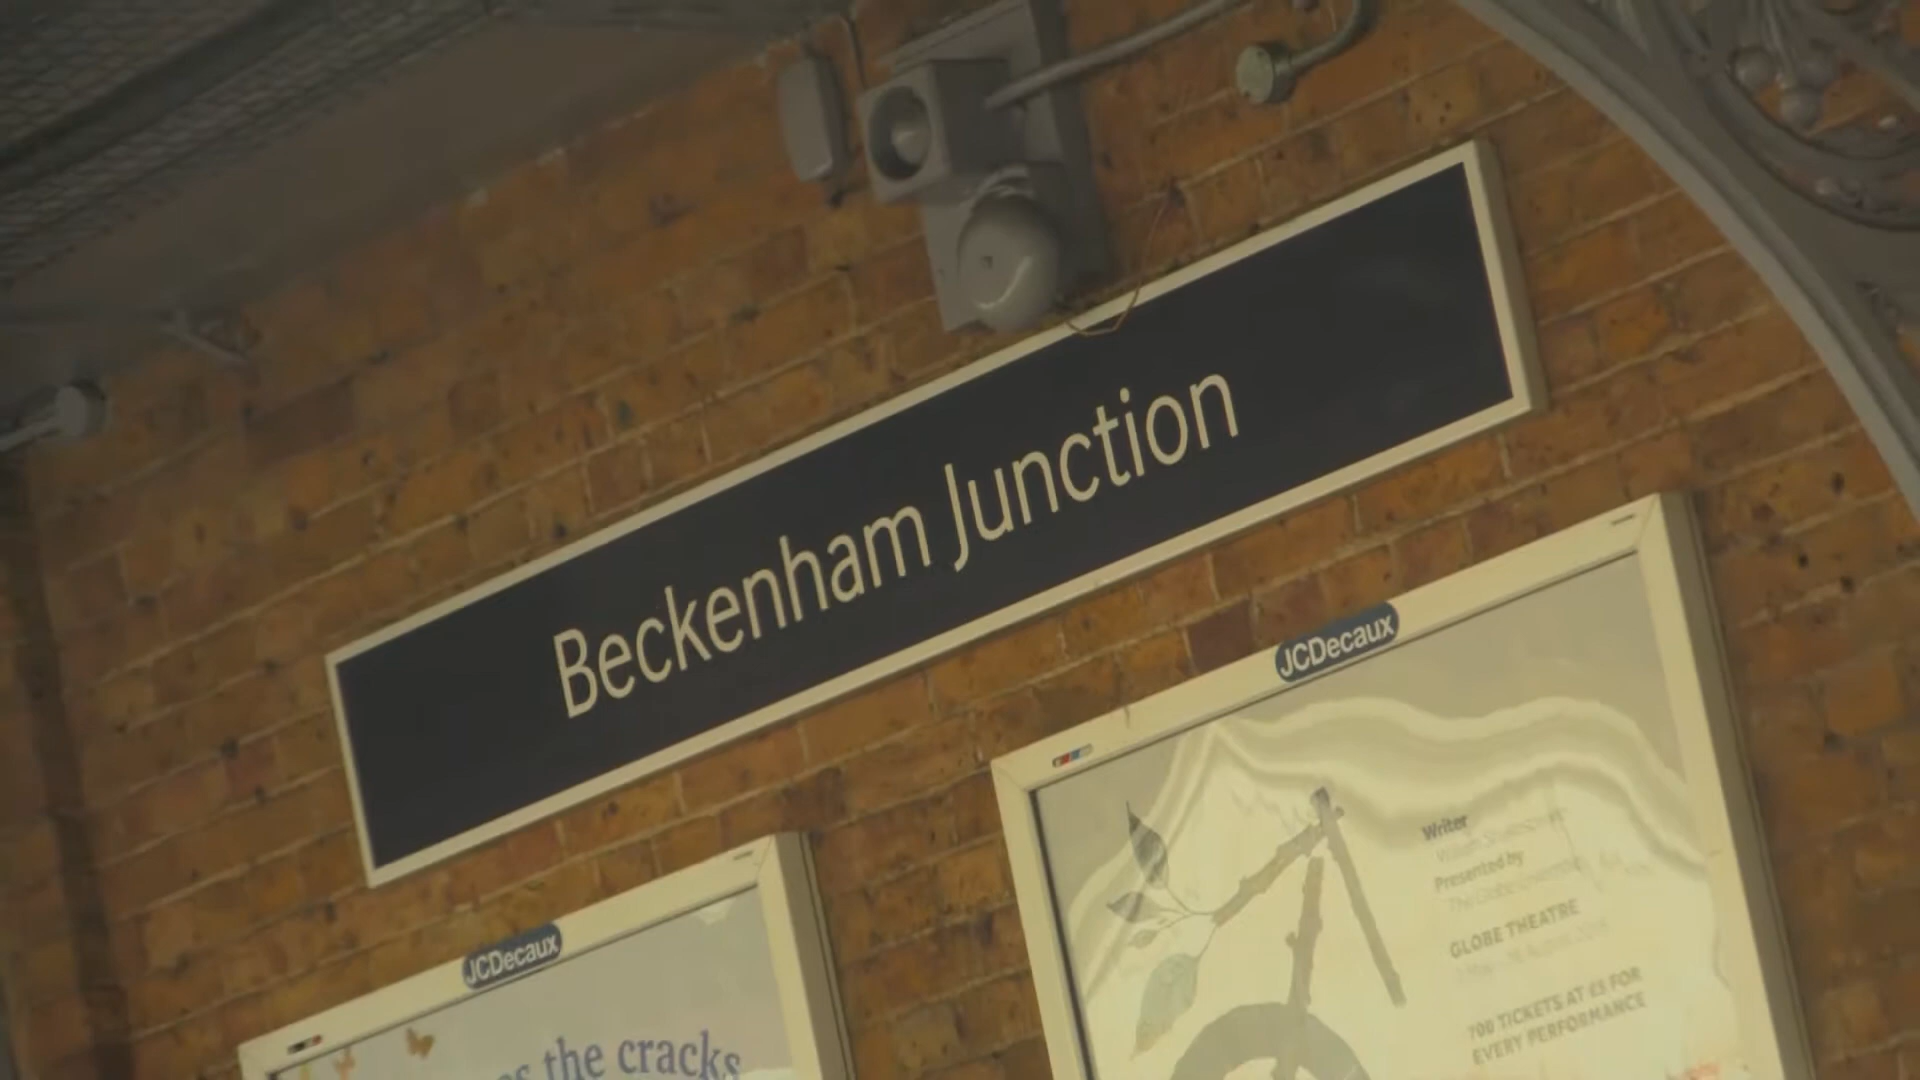 Beckenham Junction
JCDecaux
JCDecaux
the cracks
Writer
Presented by
GLOBE THEATRE
700 TICKETS AT £5 FOR
EVERY PERFORMANCE